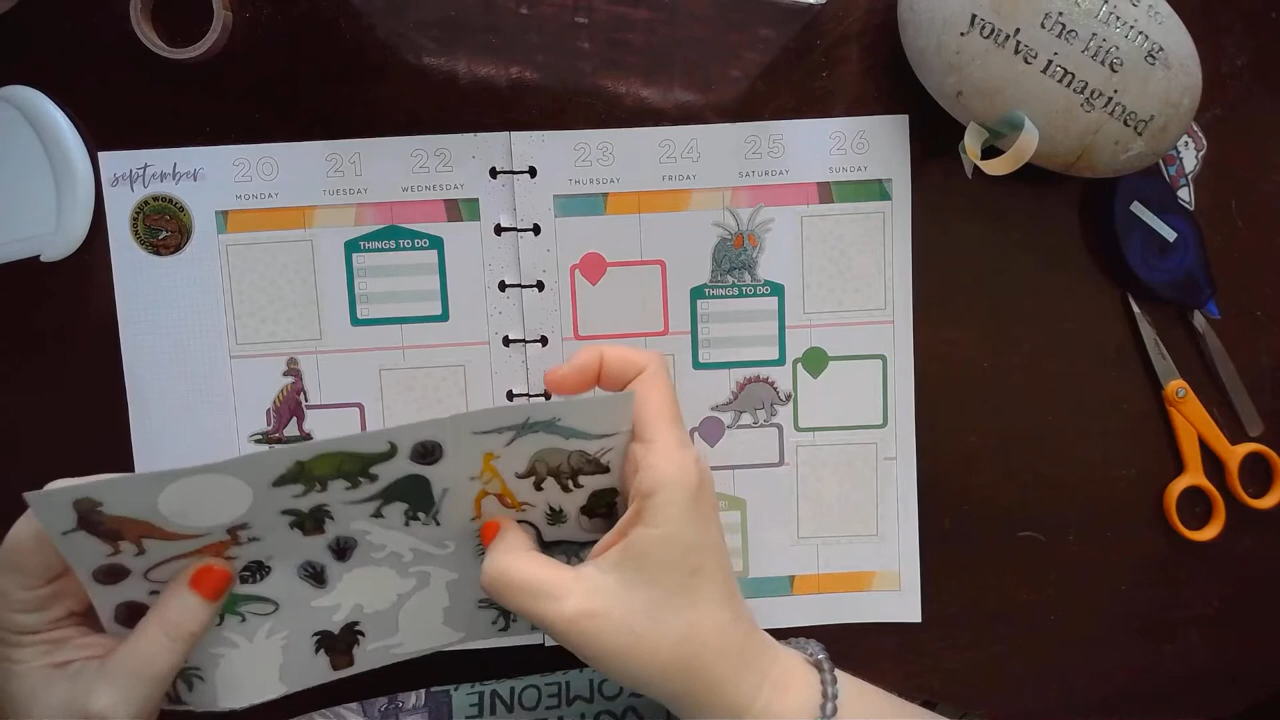 to
living
the life
you've imagined
september
20
21
22
23
24
25
26
MONDAY
TUESDAY
WEDNESDAY
THURSDAY
FRIDAY
SATURDAY
SUNDAY
DINOSAUR WORLD
THINGS TO DO
THINGS TO DO
SOMEONE